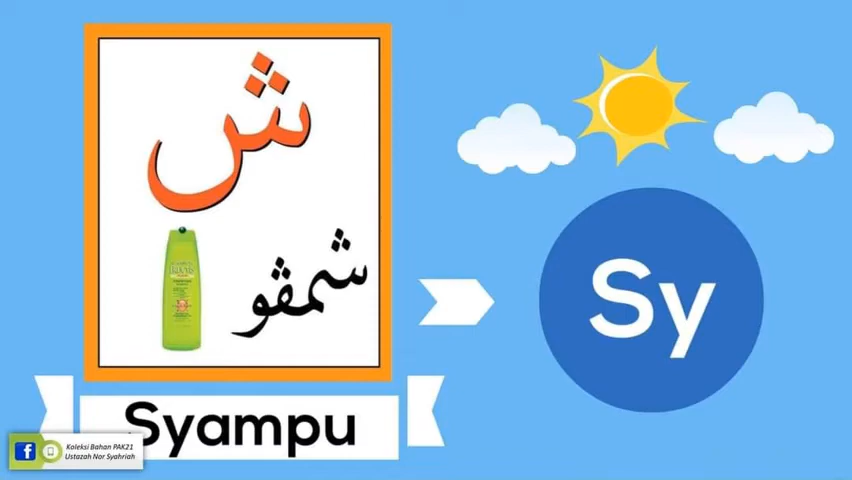 ش
شمڤو
Sy
Syampu
Koleksi Bahan PAK21
Ustazah Nor Syahriah